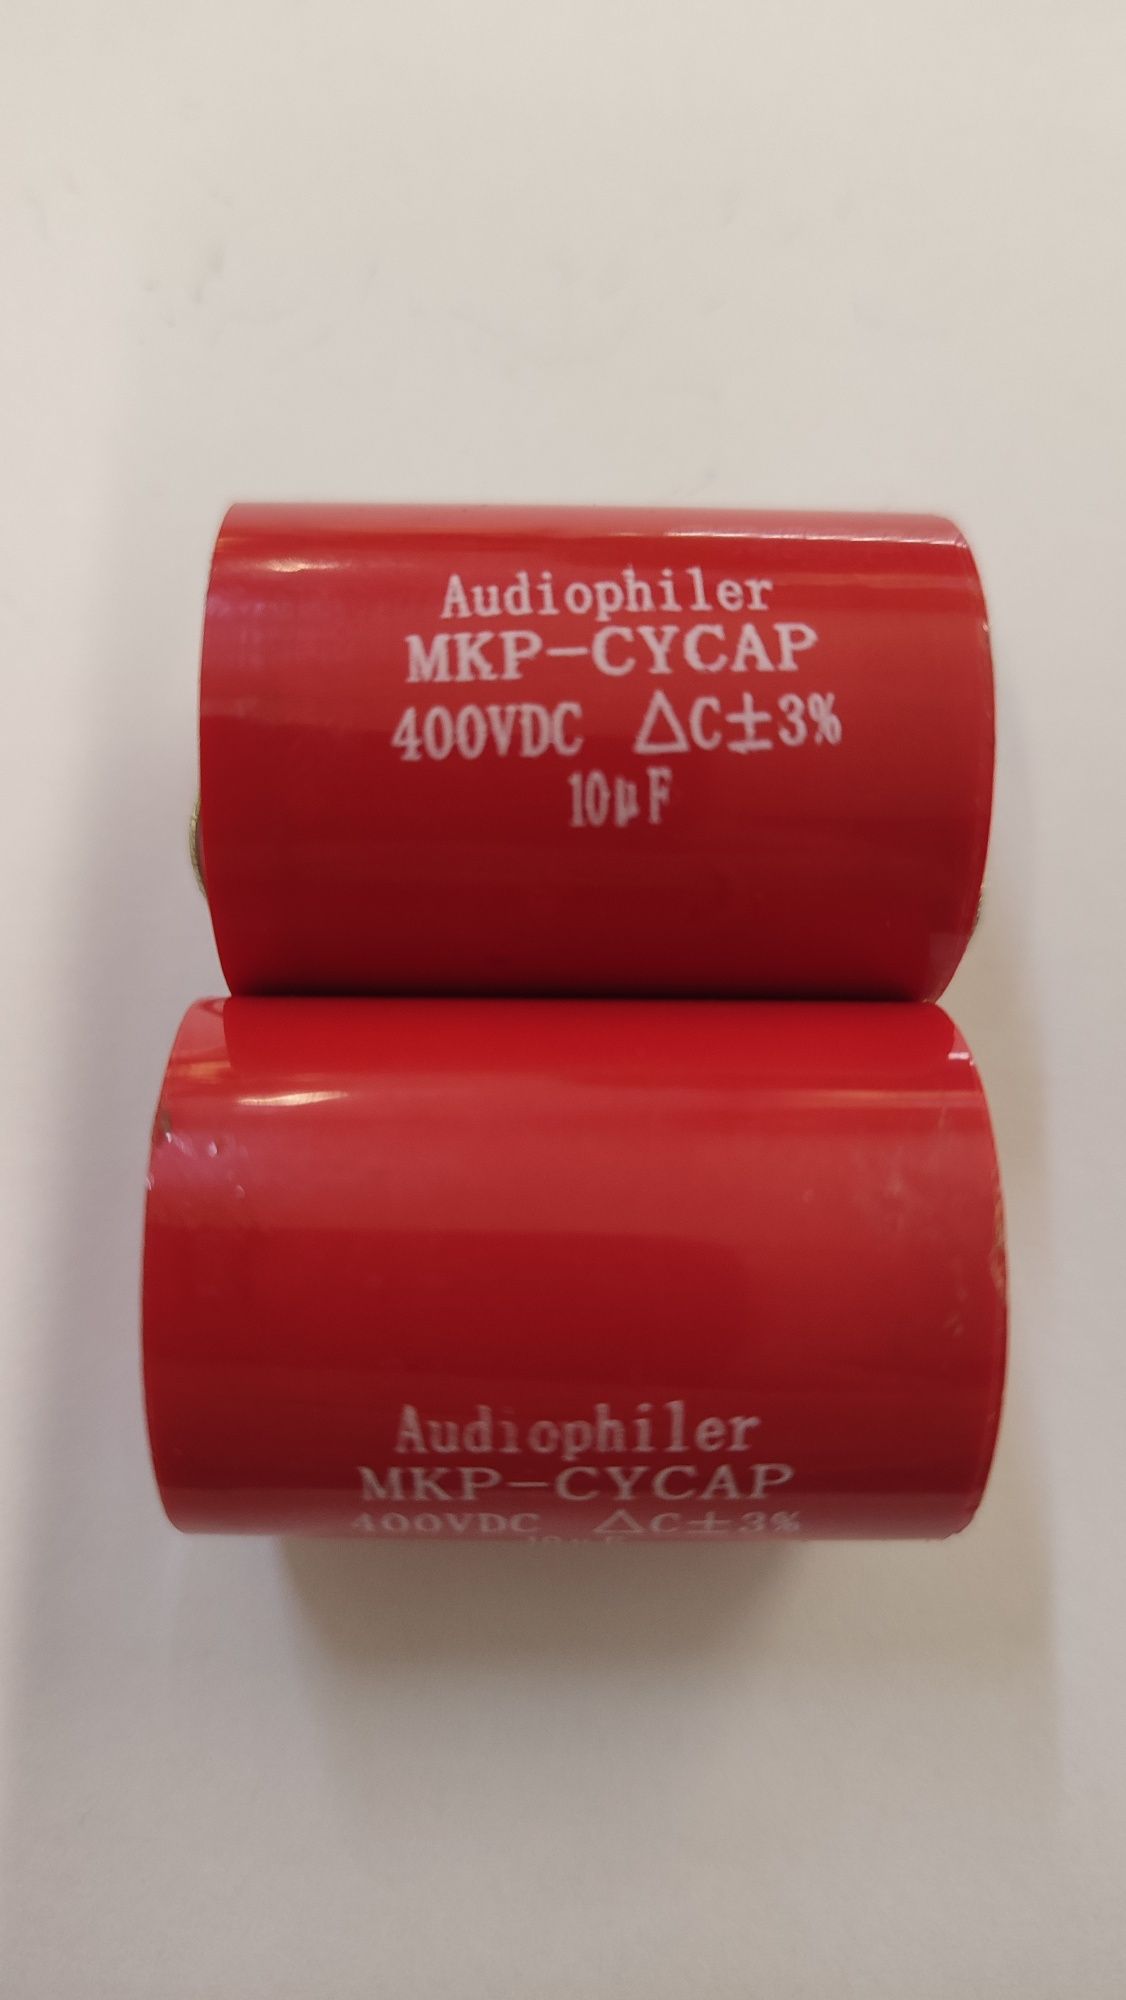 Audiophiler
MKP-CYCAP
400VDC △C±3%
10μF
Audiophiler
MKP-CYCAP
400VDC △C±3%